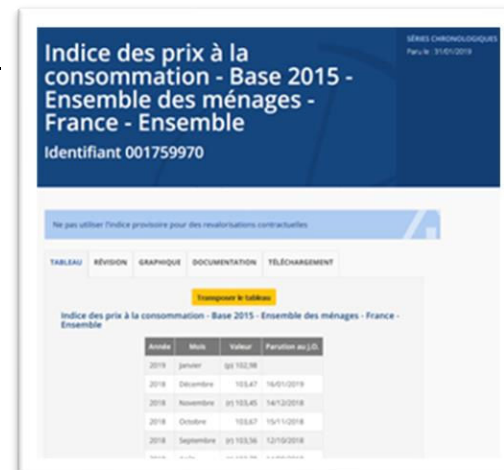 Indice des prix à la
consommation - Base 2015 -
Ensemble des ménages -
France - Ensemble
Identifiant 001759970
SÉRIES CHRONOLOGIQUES
Paru le : 31/01/2019
Ne pas utiliser l'indice provisoire pour des revalorisations contractuelles
TABLEAU RÉVISION GRAPHIQUE DOCUMENTATION TÉLÉCHARGEMENT
Transposer le tableau
Indice des prix à la consommation - Base 2015 - Ensemble des ménages - France -
Ensemble
Année Mois Valeur Parution au J.O.
2019 Janvier (p) 102,98
2018 Décembre 103,47 16/01/2019
2018 Novembre (r) 103,45 14/12/2018
2018 Octobre 103,67 15/11/2018
2018 Septembre (r) 103,56 12/10/2018